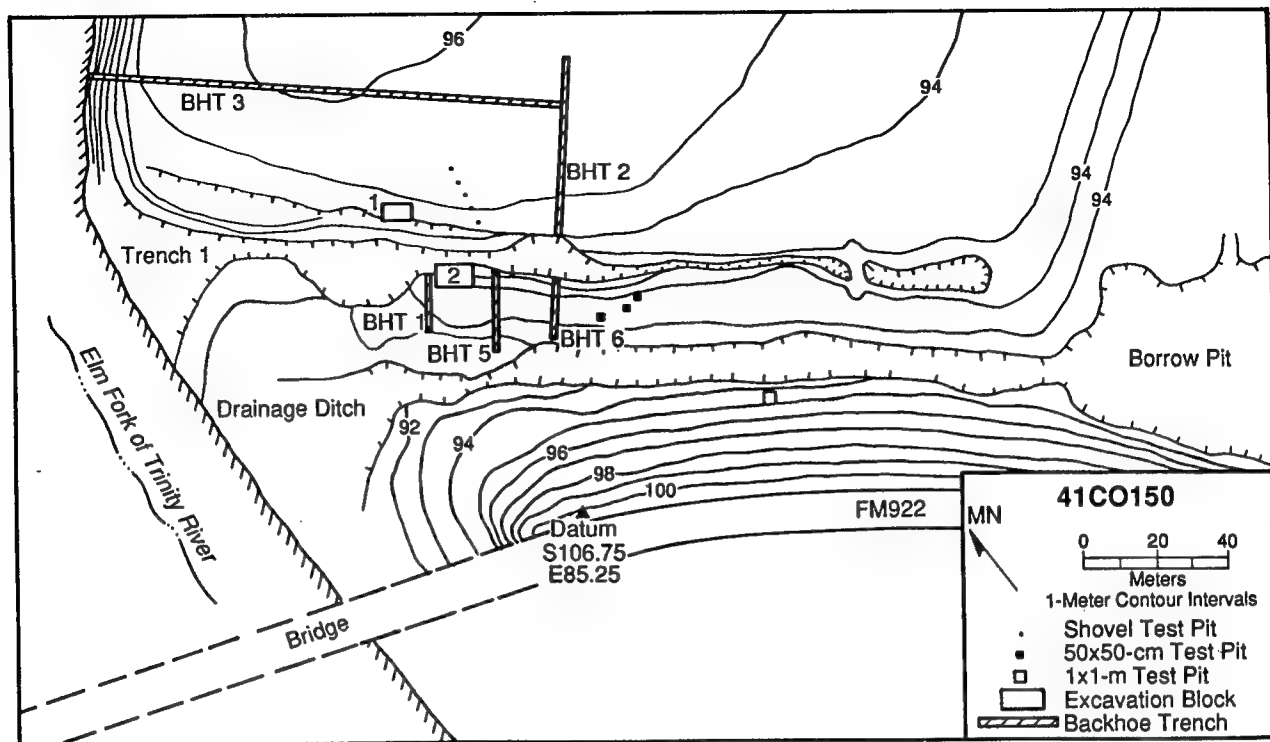 96
94
BHT 3
BHT 2
94
94
1
Trench 1
2
BHT 1
BHT 5
BHT 6
Borrow Pit
Drainage Ditch
92
94
96
98
100
Elm Fork of Trinity River
FM922
Datum
S106.75
E85.25
Bridge
41CO150
MN
0 20 40
Meters
1-Meter Contour Intervals
Shovel Test Pit
50x50-cm Test Pit
1x1-m Test Pit
Excavation Block
Backhoe Trench